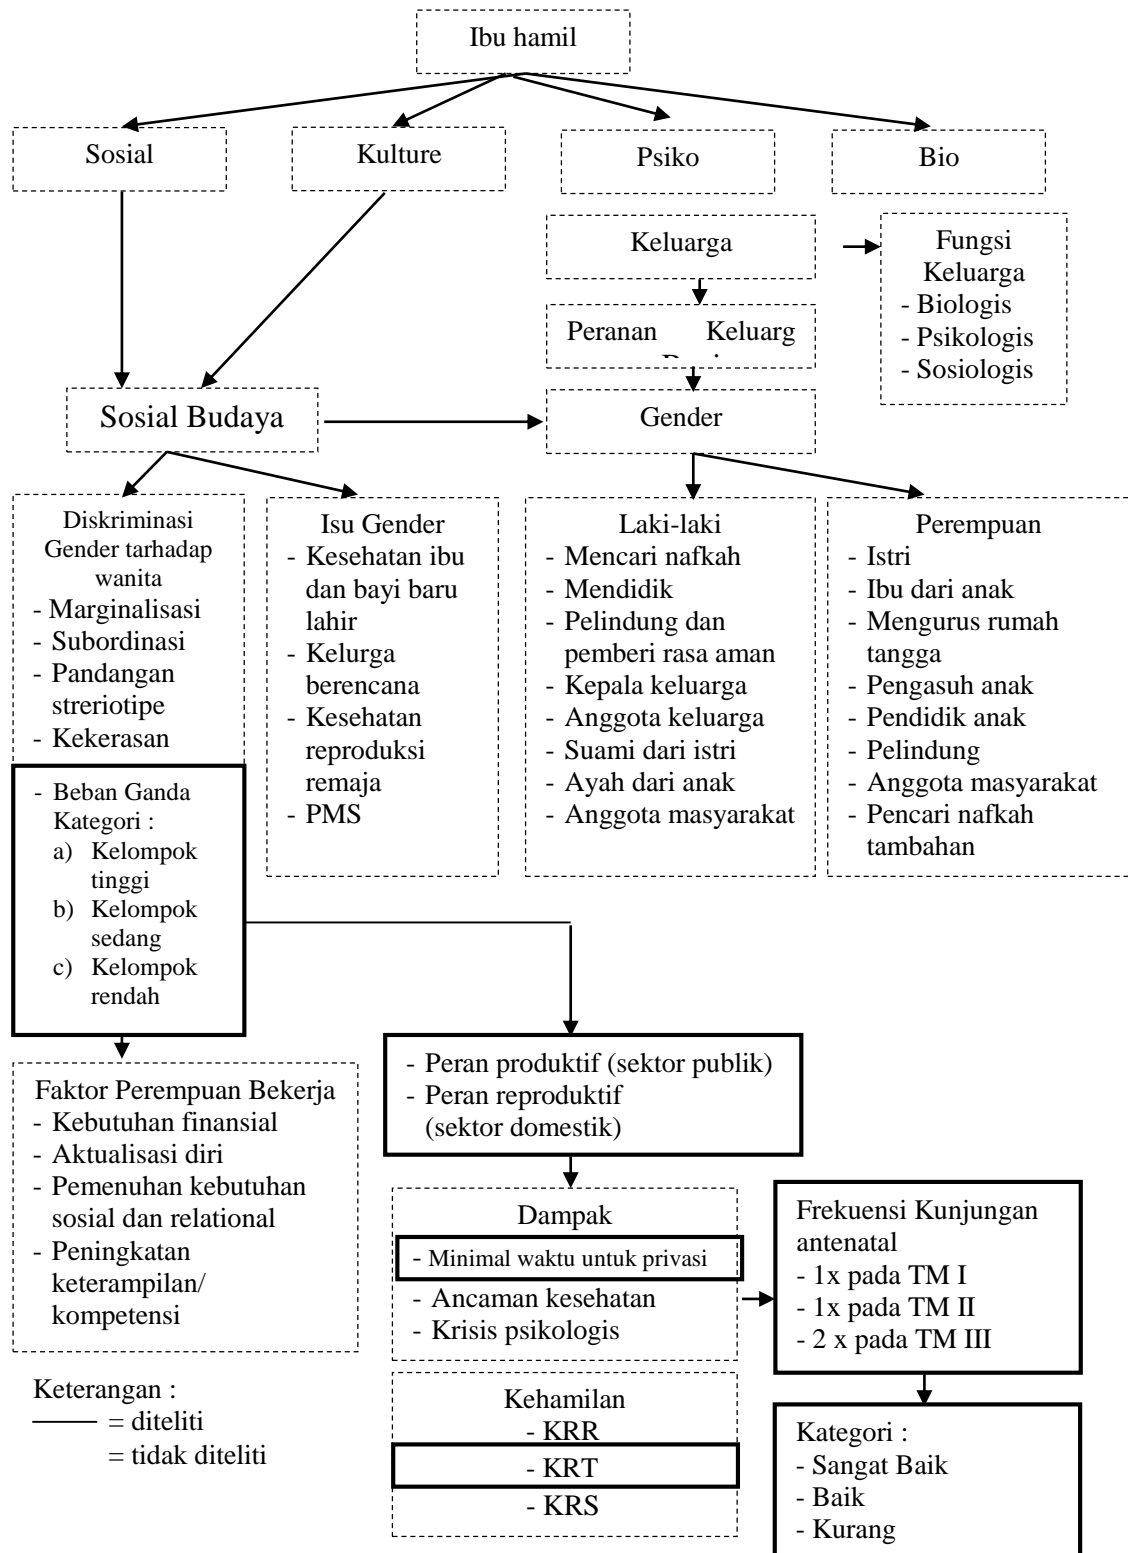 Ibu hamil
Sosial
Kulture
Psiko
Bio
Keluarga
Fungsi
Keluarga
- Biologis
- Psikologis
- Sosiologis
Peranan Keluarg
Sosial Budaya
Gender
Diskriminasi
Gender tarhadap
wanita
- Marginalisasi
- Subordinasi
- Pandangan
streriotipe
- Kekerasan
- Beban Ganda
Kategori :
a) Kelompok
tinggi
b) Kelompok
sedang
c) Kelompok
rendah
Isu Gender
- Kesehatan ibu
dan bayi baru
lahir
- Kelurga
berencana
- Kesehatan
reproduksi
remaja
- PMS
Laki-laki
- Mencari nafkah
- Mendidik
- Pelindung dan
pemberi rasa aman
- Kepala keluarga
- Anggota keluarga
- Suami dari istri
- Ayah dari anak
- Anggota masyarakat
Perempuan
- Istri
- Ibu dari anak
- Mengurus rumah
tangga
- Pengasuh anak
- Pendidik anak
- Pelindung
- Anggota masyarakat
- Pencari nafkah
tambahan
Faktor Perempuan Bekerja
- Kebutuhan finansial
- Aktualisasi diri
- Pemenuhan kebutuhan
sosial dan relational
- Peningkatan
keterampilan/
kompetensi
- Peran produktif (sektor publik)
- Peran reproduktif
(sektor domestik)
Dampak
- Minimal waktu untuk privasi
- Ancaman kesehatan
- Krisis psikologis
Frekuensi Kunjungan
antenatal
- 1x pada TM I
- 1x pada TM II
- 2 x pada TM III
Kehamilan
- KRR
- KRT
- KRS
Kategori :
- Sangat Baik
- Baik
- Kurang
Keterangan :
= diteliti
= tidak diteliti